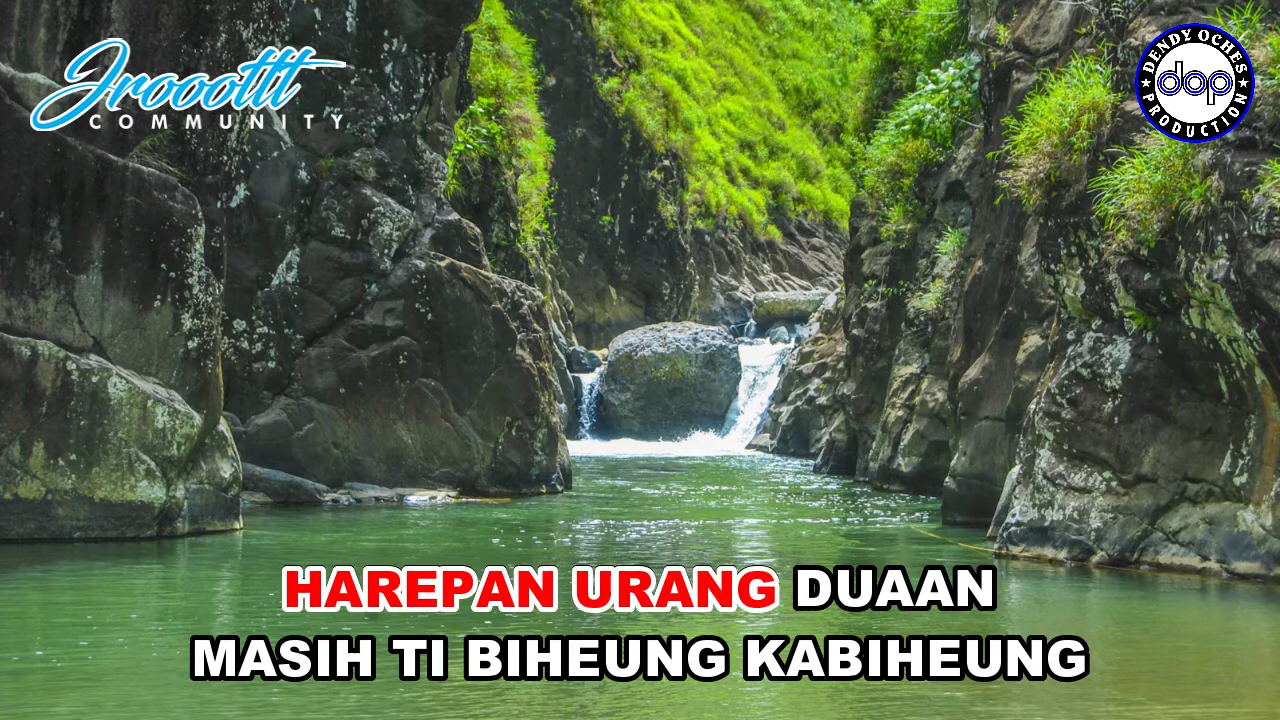 Jrooottt
COMMUNITY
DENDY OCHES
dop
PRODUCTION
HAREPAN URANG DUAAN
MASIH TI BIHEUNG KABIHEUNG